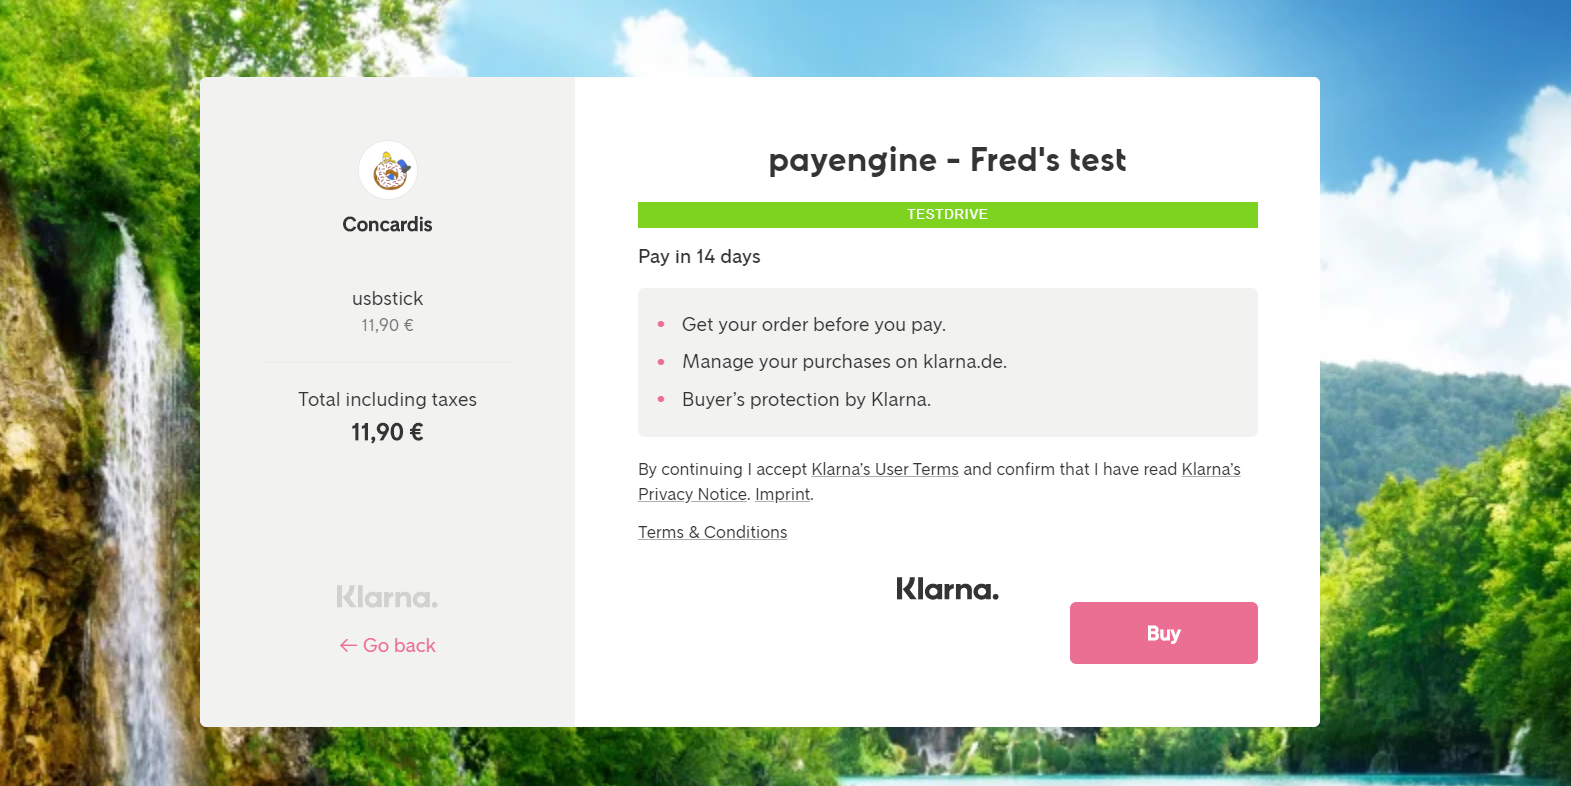 Concardis
usbstick
11,90 €
Total including taxes
11,90 €
Klarna.
← Go back
payengine - Fred's test
TESTDRIVE
Pay in 14 days
• Get your order before you pay.
• Manage your purchases on klarna.de.
• Buyer’s protection by Klarna.
By continuing I accept Klarna’s User Terms and confirm that I have read Klarna’s
Privacy Notice. Imprint.
Terms & Conditions
Klarna.
Buy